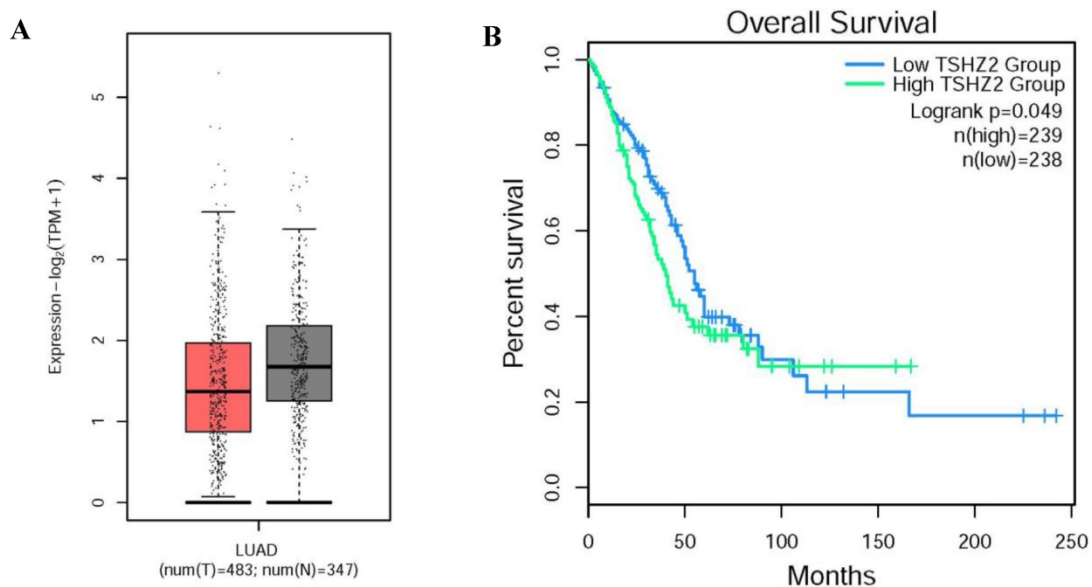 A
Expression−log₂(TPM+1)
5
4
3
2
1
0
LUAD
(num(T)=483; num(N)=347)
B
Overall Survival
Low TSHZ2 Group
High TSHZ2 Group
Logrank p=0.049
n(high)=239
n(low)=238
Percent survival
1.0
0.8
0.6
0.4
0.2
0.0
0 50 100 150 200 250
Months